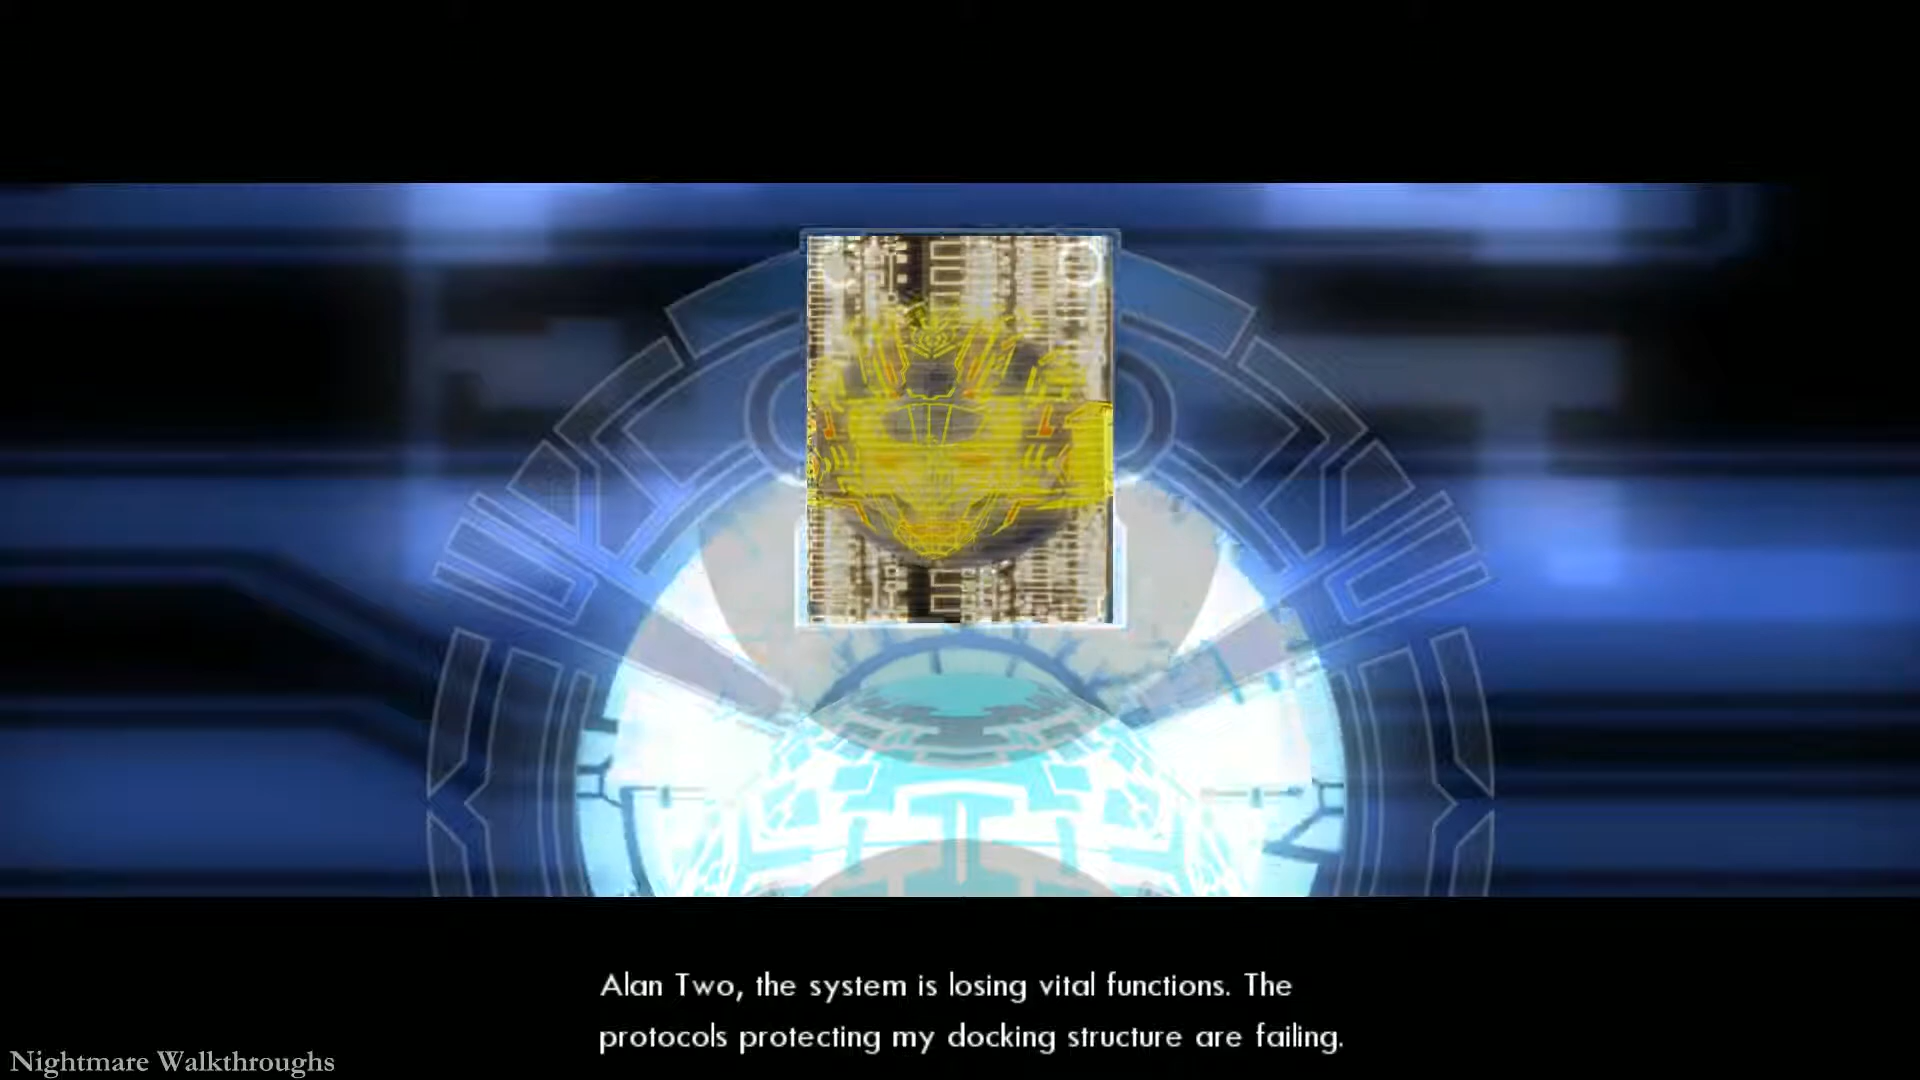 Alan Two, the system is losing vital functions. The
protocols protecting my docking structure are failing.
Nightmare Walkthroughs